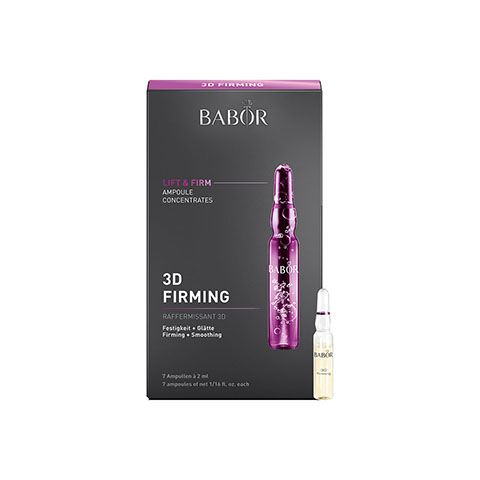 3D FIRMING
BABOR
LIFT & FIRM
AMPOULE
CONCENTRATES
BABOR
3D
FIRMING
RAFFERMISSANT 3D
Festigkeit + Glätte
Firming + Smoothing
7 Ampullen à 2 ml
7 ampoules of net 1/16 fl. oz. each
BABOR
3D
Firming